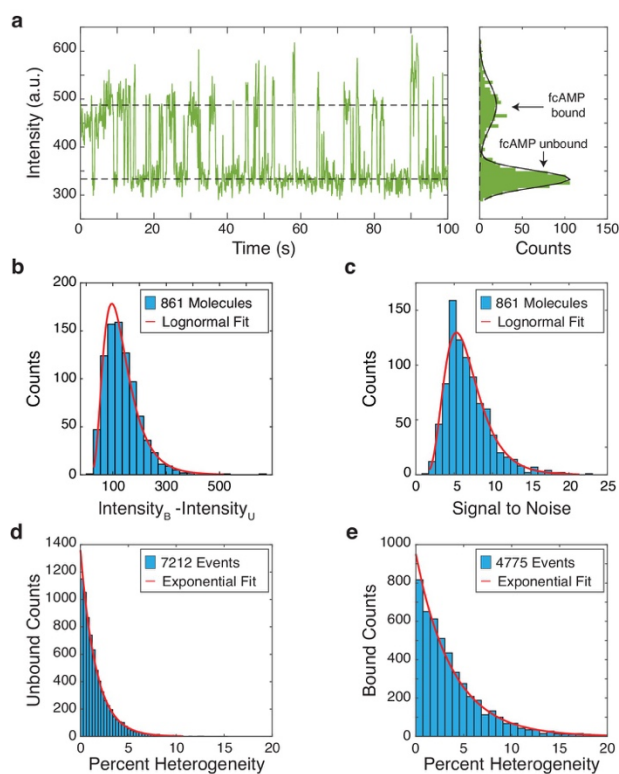 a
600
500
400
300
Intensity (a.u.)
0 20 40 60 80 100
Time (s)
fcAMP
bound
fcAMP unbound
0 50 100 150
Counts
b
200
150
100
50
0
Counts
861 Molecules
Lognormal Fit
100 300 500
Intensity_B -Intensity_U
c
150
100
50
0
Counts
861 Molecules
Lognormal Fit
0 5 10 15 20 25
Signal to Noise
d
1400
1200
1000
800
600
400
200
0
Unbound Counts
7212 Events
Exponential Fit
0 5 10 15 20
Percent Heterogeneity
e
1000
800
600
400
200
0
Bound Counts
4775 Events
Exponential Fit
0 5 10 15 20
Percent Heterogeneity